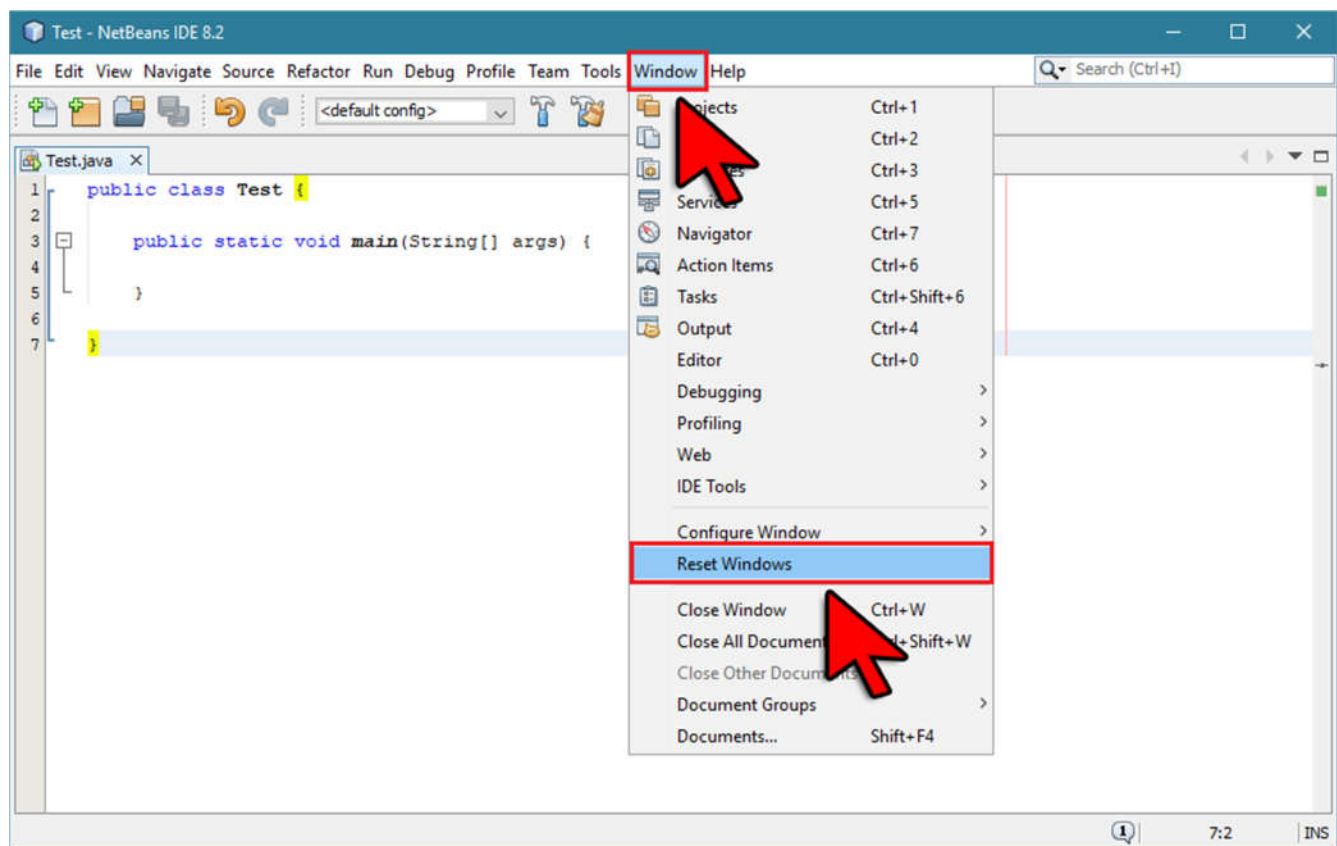 Test - NetBeans IDE 8.2
File Edit View Navigate Source Refactor Run Debug Profile Team Tools Window Help
Search (Ctrl+I)
<default config>
Test.java
1 public class Test {
2
3 public static void main(String[] args) {
4
5 }
6
7 }
Ctrl+1
Ctrl+2
Ctrl+3
Services Ctrl+5
Navigator Ctrl+7
Action Items Ctrl+6
Tasks Ctrl+Shift+6
Output Ctrl+4
Editor Ctrl+0
Debugging
Profiling
Web
IDE Tools
Configure Window
Reset Windows
Close Window Ctrl+W
Close All Document
Close Other Documents
Document Groups
Documents... Shift+F4
1 7:2 INS